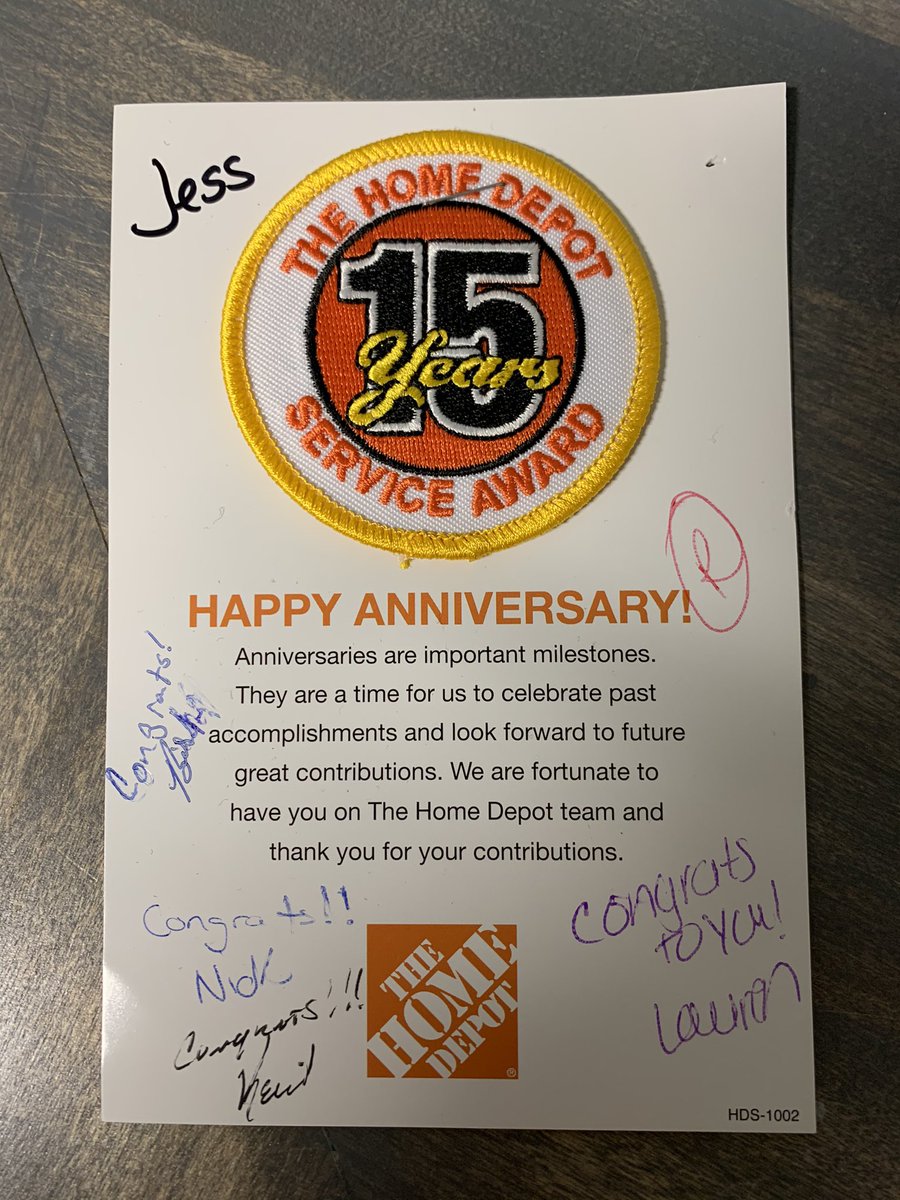 Jess
THE HOME DEPOT
15
Years
SERVICE AWARD
R
HAPPY ANNIVERSARY!
Anniversaries are important milestones.
They are a time for us to celebrate past
accomplishments and look forward to future
great contributions. We are fortunate to
have you on The Home Depot team and
thank you for your contributions.
Congrats!
Congrats!!
Nick
Congrats!!!
Congrats
to You!
Lauren
THE
HOME
DEPOT
®
HDS-1002